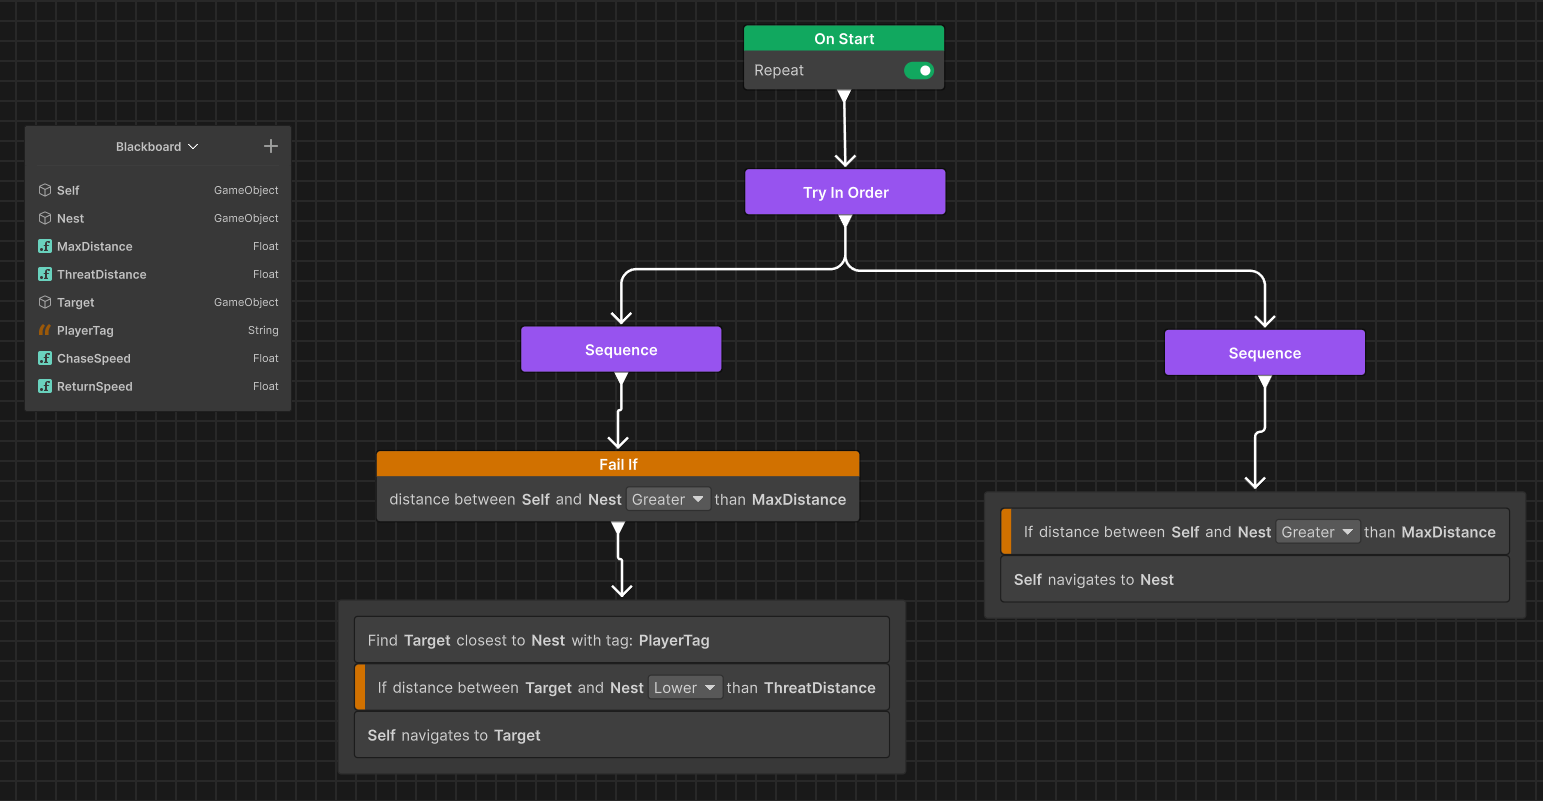 On Start
Repeat
Try In Order
Blackboard
Self GameObject
Nest GameObject
MaxDistance Float
ThreatDistance Float
Target GameObject
PlayerTag String
ChaseSpeed Float
ReturnSpeed Float
Sequence
Sequence
Fail If
distance between Self and Nest Greater than MaxDistance
If distance between Self and Nest Greater than MaxDistance
Self navigates to Nest
Find Target closest to Nest with tag: PlayerTag
If distance between Target and Nest Lower than ThreatDistance
Self navigates to Target